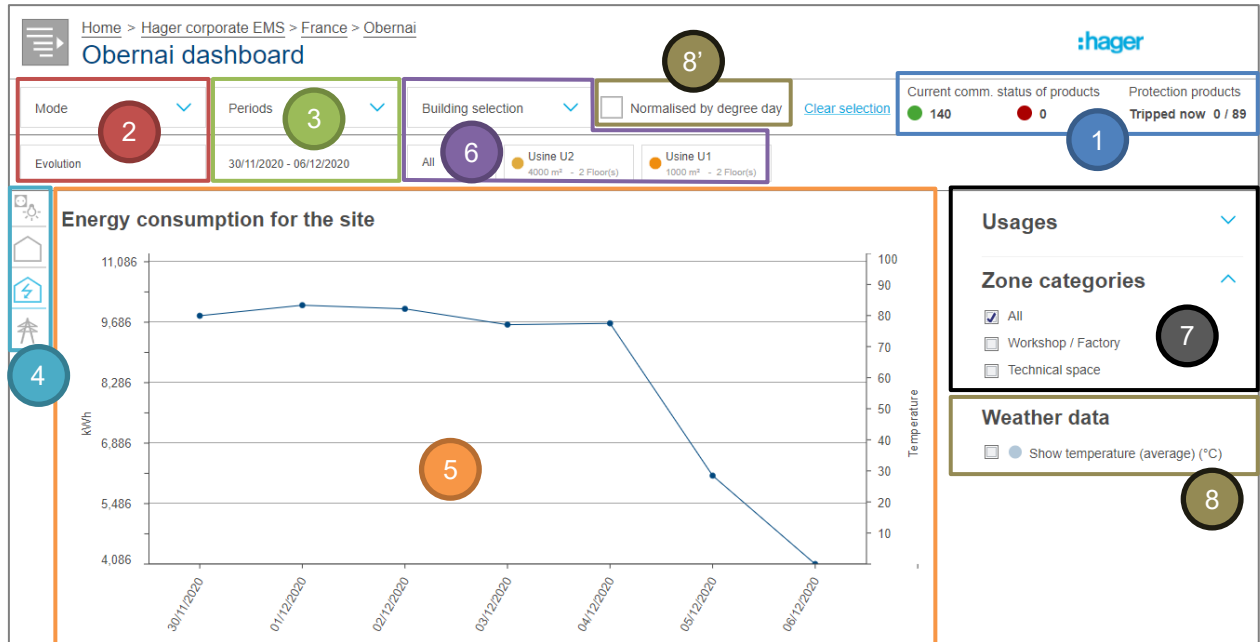 Home > Hager corporate EMS > France > Obernai
Obernai dashboard
:hager
8'
Mode
Periods
Building selection
Normalised by degree day
Clear selection
Current comm. status of products
Protection products
140
0
Tripped now 0 / 89
2
3
6
1
Evolution
30/11/2020 - 06/12/2020
All
Usine U2
4000 m² - 2 Floor(s)
Usine U1
1000 m² - 2 Floor(s)
Energy consumption for the site
11,086
9,686
8,286
6,886
5,486
4,086
kWh
100
90
80
70
60
50
40
30
20
10
-
Temperature
30/11/2020
01/12/2020
02/12/2020
03/12/2020
04/12/2020
05/12/2020
06/12/2020
4
5
Usages
Zone categories
All
Workshop / Factory
Technical space
7
Weather data
Show temperature (average) (°C)
8